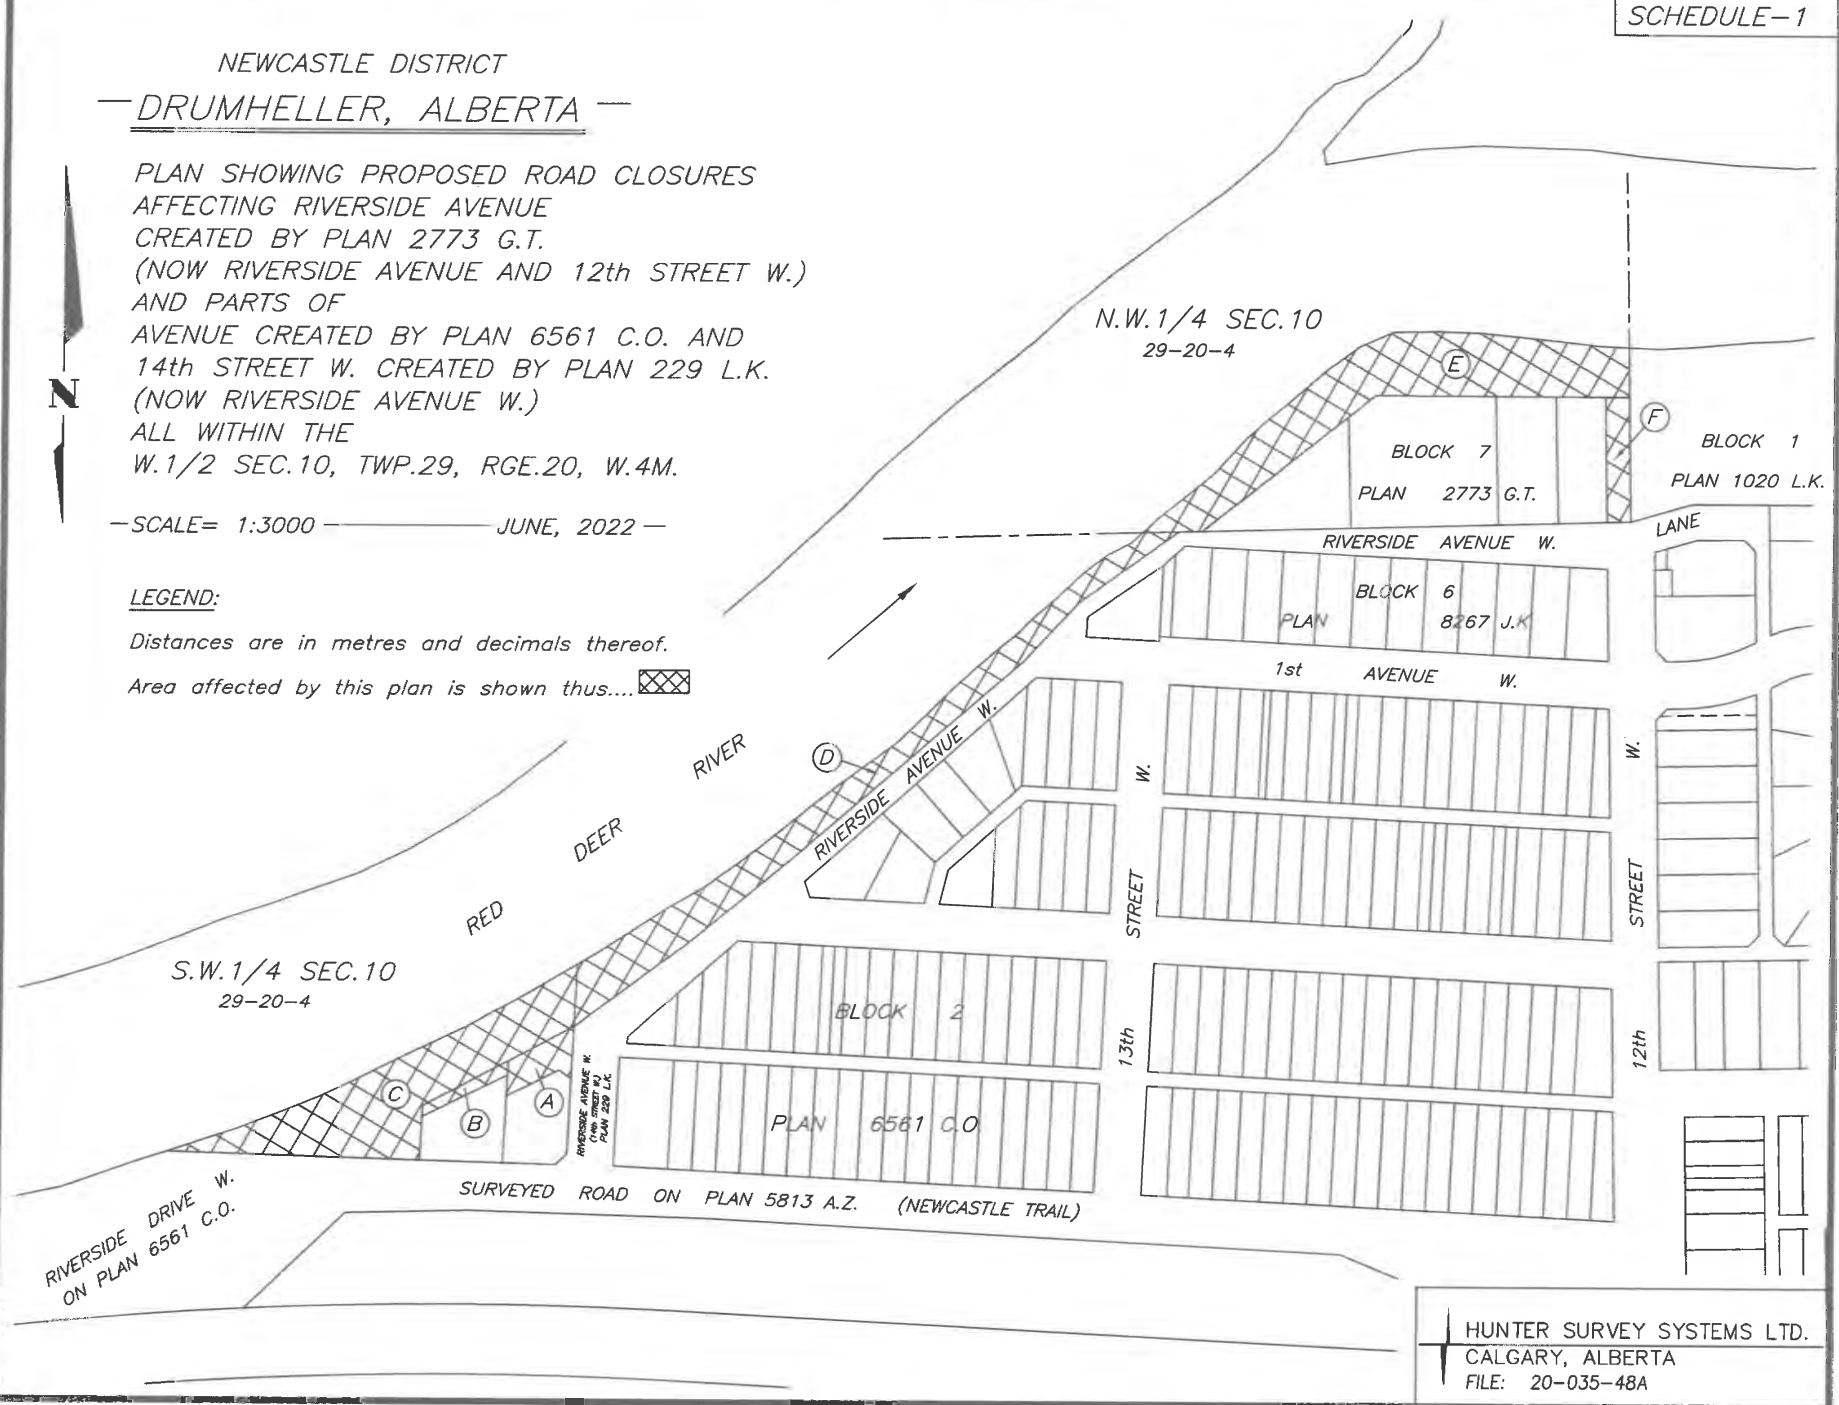 SCHEDULE-1
NEWCASTLE DISTRICT
DRUMHELLER, ALBERTA
PLAN SHOWING PROPOSED ROAD CLOSURES
AFFECTING RIVERSIDE AVENUE
CREATED BY PLAN 2773 G.T.
(NOW RIVERSIDE AVENUE AND 12th STREET W.)
AND PARTS OF
AVENUE CREATED BY PLAN 6561 C.O. AND
14th STREET W. CREATED BY PLAN 229 L.K.
(NOW RIVERSIDE AVENUE W.)
ALL WITHIN THE
W.1/2 SEC.10, TWP.29, RGE.20, W.4M.
N
SCALE= 1:3000 JUNE, 2022
LEGEND:
Distances are in metres and decimals thereof.
Area affected by this plan is shown thus....
N.W.1/4 SEC.10
29-20-4
E
F
BLOCK 7
PLAN 2773 G.T.
BLOCK 1
PLAN 1020 L.K.
LANE
RIVERSIDE AVENUE W.
BLOCK 6
PLAN 8267 J.K
1st AVENUE W.
D
RIVERSIDE AVENUE W.
RED DEER RIVER
13th STREET W.
12th STREET W.
S.W.1/4 SEC.10
29-20-4
C
B
A
RIVERSIDE AVENUE W.
(14th STREET W.)
PLAN 229 L.K.
BLOCK 2
PLAN 6561 C.O
SURVEYED ROAD ON PLAN 5813 A.Z. (NEWCASTLE TRAIL)
RIVERSIDE DRIVE W.
ON PLAN 6561 C.O.
HUNTER SURVEY SYSTEMS LTD.
CALGARY, ALBERTA
FILE: 20-035-48A